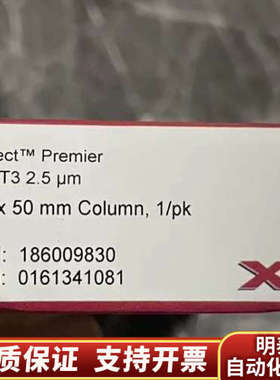 ect™ Premier
T3 2.5 µm
x 50 mm Column, 1/pk
: 186009830
: 0161341081
X
质保证 支持开票
明泰
自动化